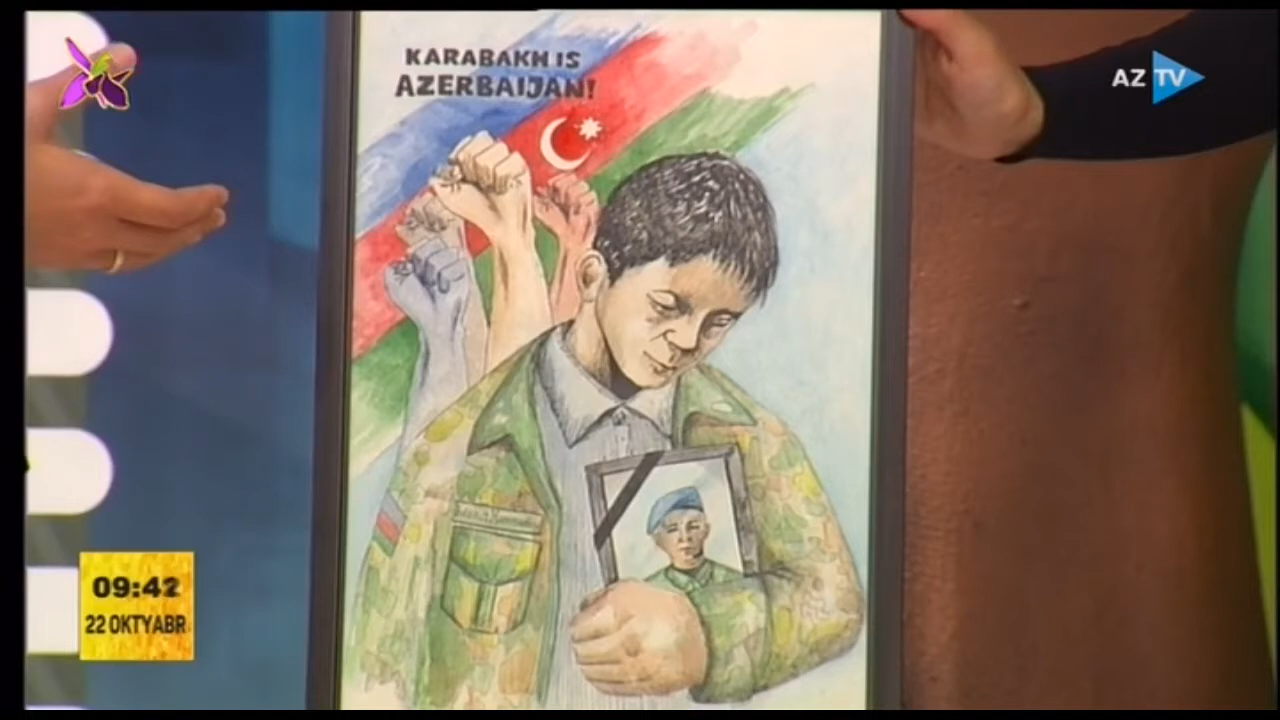 KARABAKH IS
AZERBAIJAN!
AZ TV
09:42
22 OKTYABR